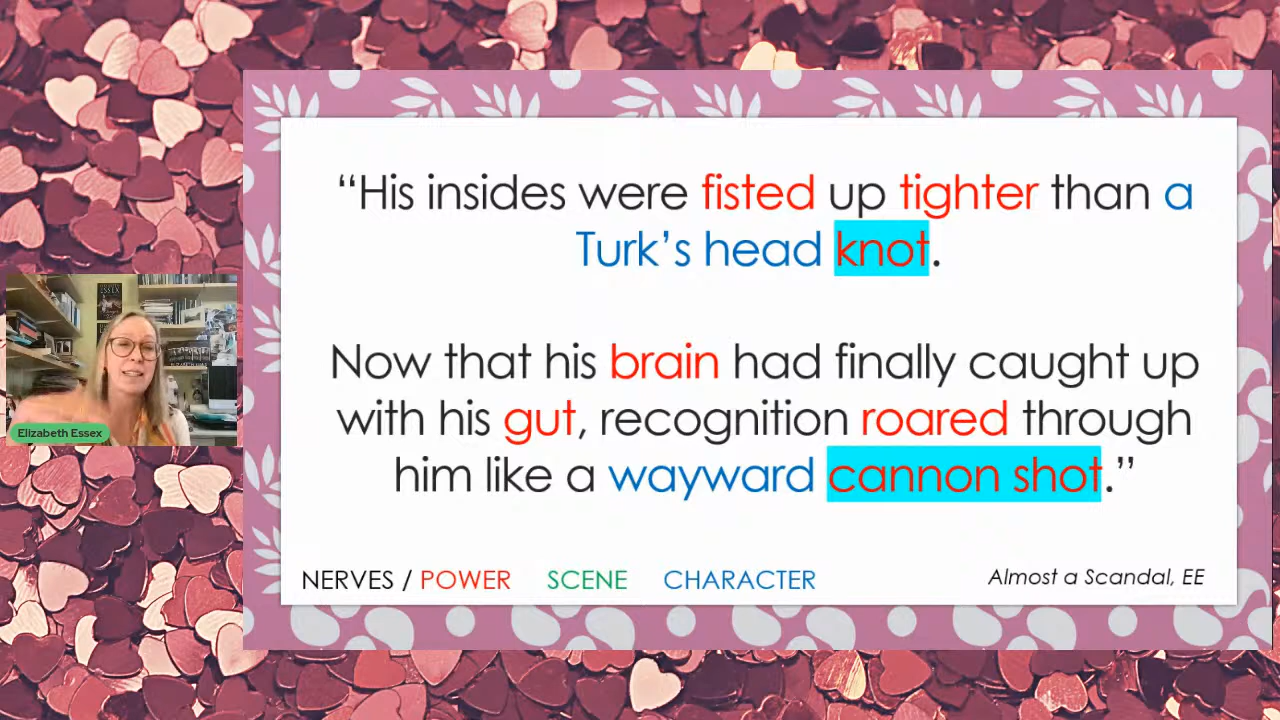 “His insides were fisted up tighter than a
Turk’s head knot.
Now that his brain had finally caught up
with his gut, recognition roared through
him like a wayward cannon shot.”
NERVES / POWER SCENE CHARACTER
Almost a Scandal, EE
ESSEX
Elizabeth Essex